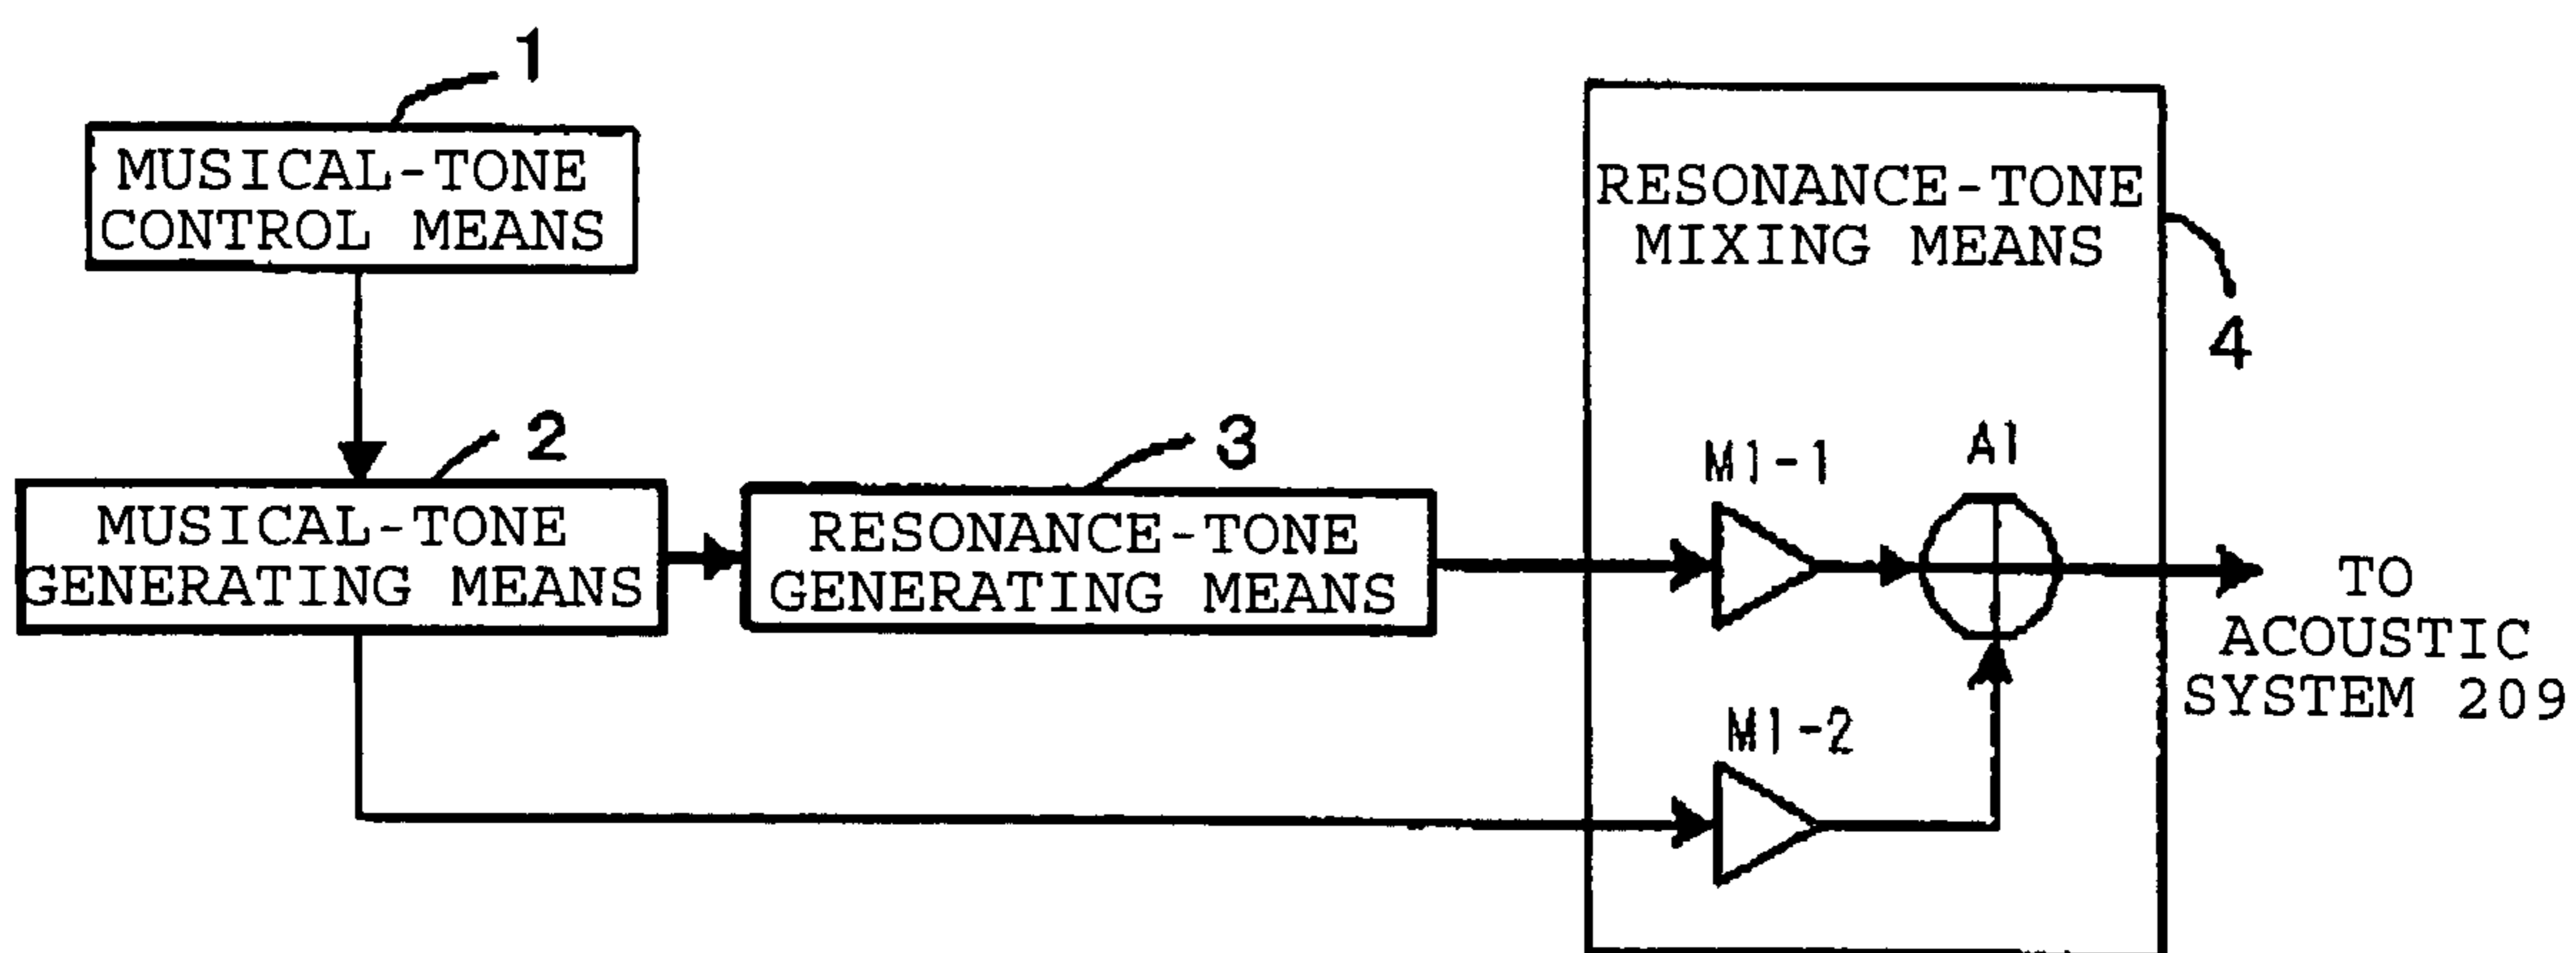 1
MUSICAL-TONE
CONTROL MEANS
RESONANCE-TONE
MIXING MEANS
4
2
MUSICAL-TONE
GENERATING MEANS
3
RESONANCE-TONE
GENERATING MEANS
M1-1
A1
M1-2
TO
ACOUSTIC
SYSTEM 209